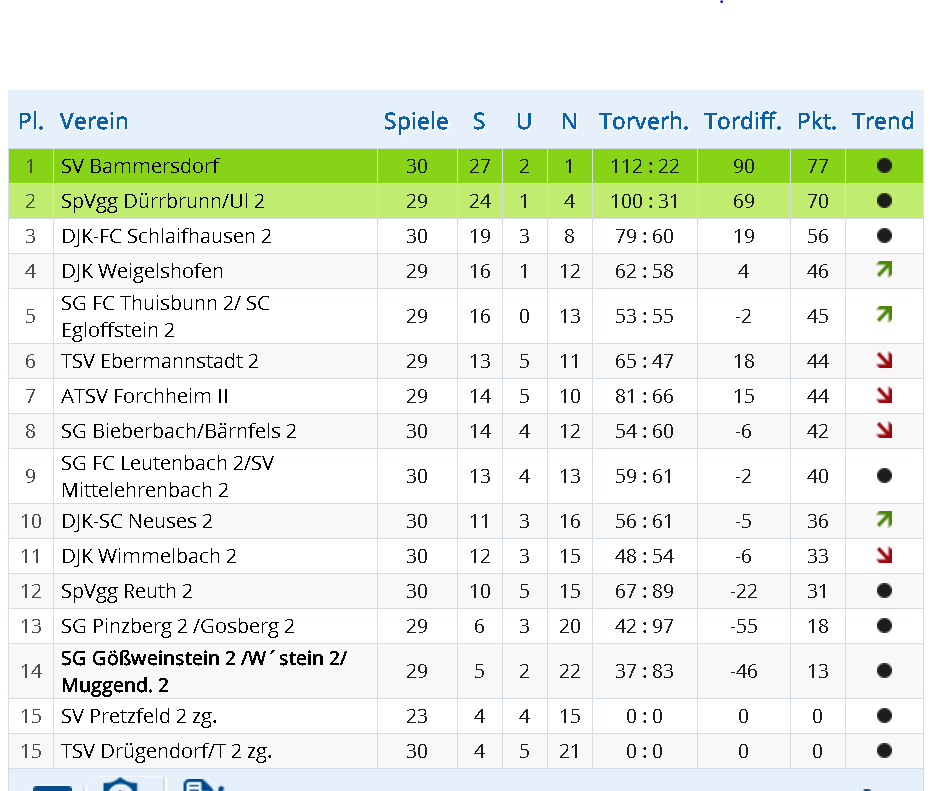 Pl. Verein Spiele S U N Torverh. Tordiff. Pkt. Trend
1 SV Bammersdorf 30 27 2 1 112 : 22 90 77
2 SpVgg Dürrbrunn/Ul 2 29 24 1 4 100 : 31 69 70
3 DJK-FC Schlaifhausen 2 30 19 3 8 79 : 60 19 56
4 DJK Weigelshofen 29 16 1 12 62 : 58 4 46
5 SG FC Thuisbunn 2/ SC
Egloffstein 2 29 16 0 13 53 : 55 -2 45
6 TSV Ebermannstadt 2 29 13 5 11 65 : 47 18 44
7 ATSV Forchheim II 29 14 5 10 81 : 66 15 44
8 SG Bieberbach/Bärnfels 2 30 14 4 12 54 : 60 -6 42
9 SG FC Leutenbach 2/SV
Mittelehrenbach 2 30 13 4 13 59 : 61 -2 40
10 DJK-SC Neuses 2 30 11 3 16 56 : 61 -5 36
11 DJK Wimmelbach 2 30 12 3 15 48 : 54 -6 33
12 SpVgg Reuth 2 30 10 5 15 67 : 89 -22 31
13 SG Pinzberg 2 /Gosberg 2 29 6 3 20 42 : 97 -55 18
14 SG Gößweinstein 2 /W´stein 2/
Muggend. 2 29 5 2 22 37 : 83 -46 13
15 SV Pretzfeld 2 zg. 23 4 4 15 0 : 0 0 0
15 TSV Drügendorf/T 2 zg. 30 4 5 21 0 : 0 0 0